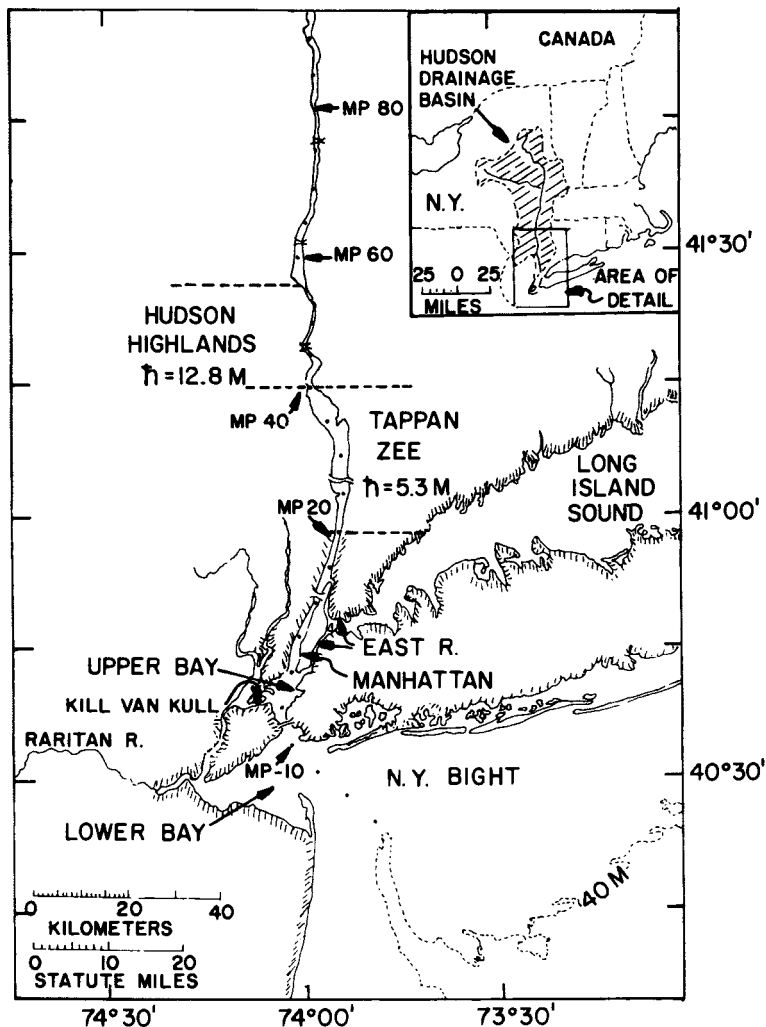 CANADA
HUDSON
DRAINAGE
BASIN
N.Y.
25 0 25
MILES
AREA OF
DETAIL
41°30'
MP 80
MP 60
HUDSON
HIGHLANDS
h̄=12.8 M
MP 40
TAPPAN
ZEE
h̄=5.3 M
MP 20
LONG
ISLAND
SOUND
41°00'
EAST R.
UPPER BAY
MANHATTAN
KILL VAN KULL
RARITAN R.
MP-10
N.Y. BIGHT
40°30'
LOWER BAY
40 M
0 20 40
KILOMETERS
0 10 20
STATUTE MILES
74°30' 74°00' 73°30'